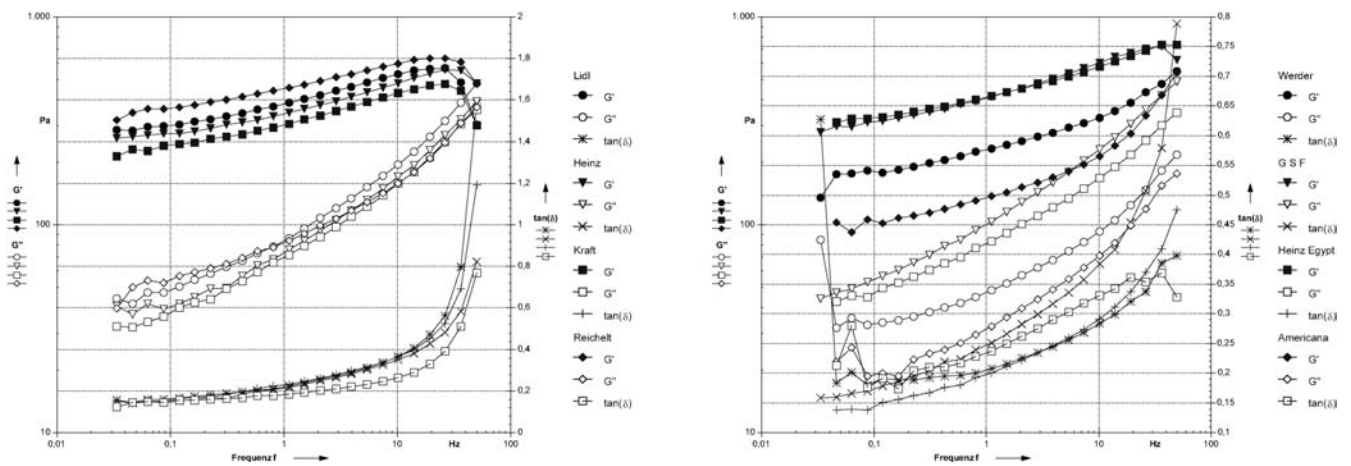 1.000
Pa
G'
G''
100
10
0,01
0,1
1
10
Hz
100
Frequenz f
2
1,8
1,6
1,4
1,2
1
tan(δ)
0,8
0,6
0,4
0,2
0
Lidl
G'
G''
tan(δ)
Heinz
G'
G''
tan(δ)
Kraft
G'
G''
tan(δ)
Reichelt
G'
G''
tan(δ)
1.000
Pa
G'
G''
100
10
0,01
0,1
1
10
Hz
100
Frequenz f
0,8
0,75
0,7
0,65
0,6
0,55
0,5
0,45
tan(δ)
0,4
0,35
0,3
0,25
0,2
0,15
0,1
Werder
G'
G''
tan(δ)
G S F
G'
G''
tan(δ)
Heinz Egypt
G'
G''
tan(δ)
Americana
G'
G''
tan(δ)